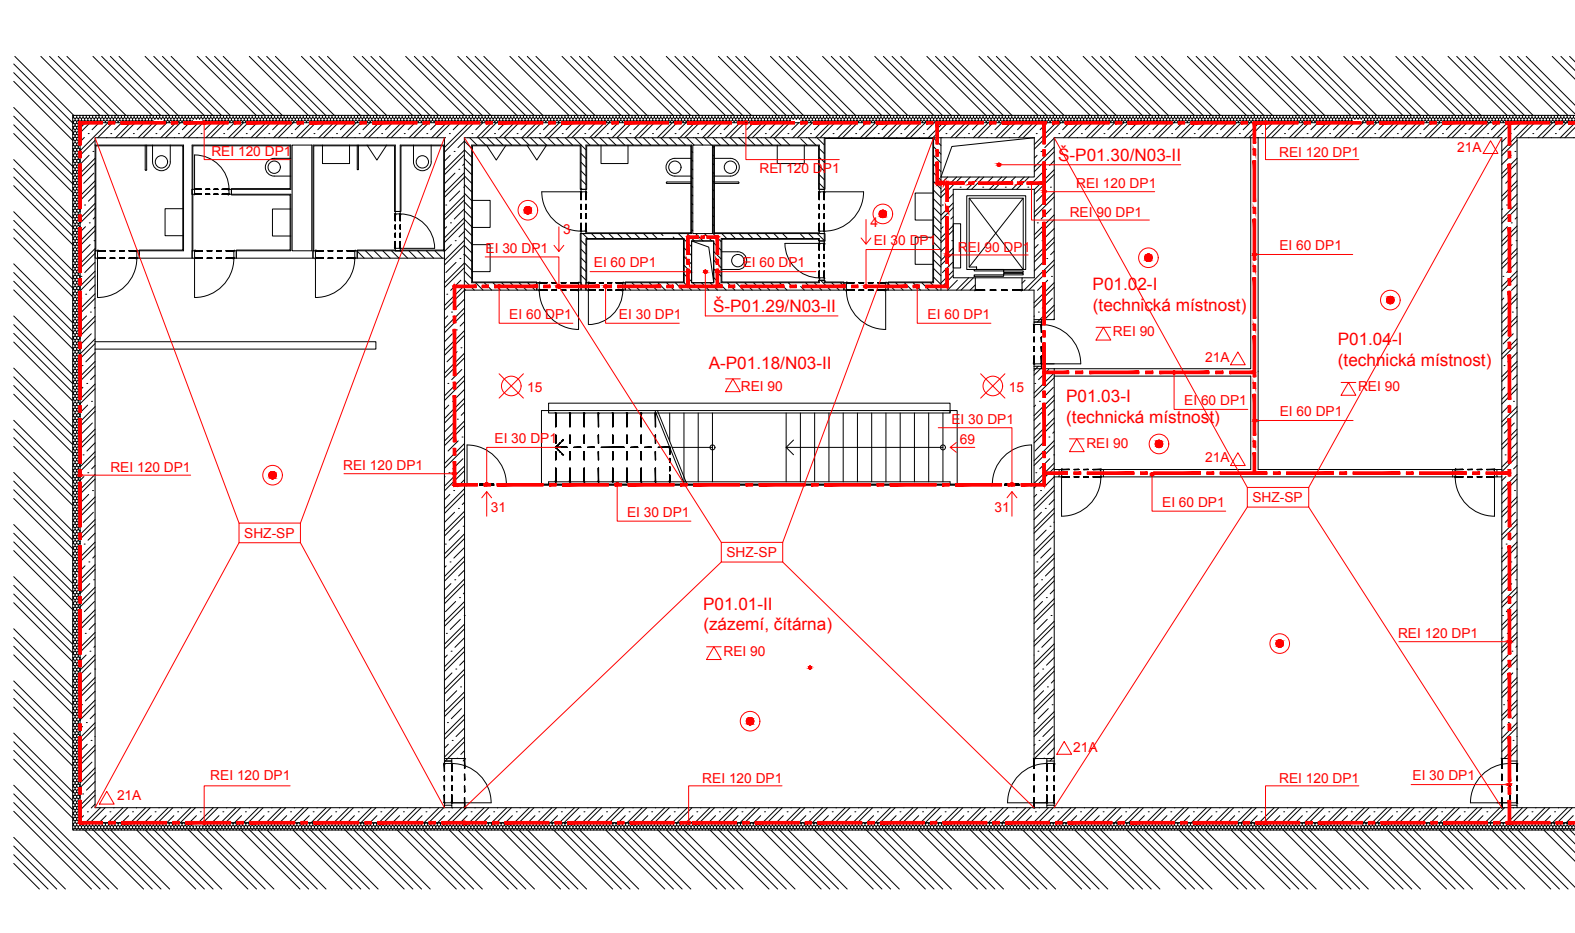 REI 120 DP1
REI 120 DP1
Š-P01.30/N03-II
REI 120 DP1
21A
REI 120 DP1
REI 90 DP1
3
4
EI 30 DP1
EI 30 DP1
REI 90 DP1
EI 60 DP1
EI 60 DP1
EI 60 DP1
P01.02-I
(technická místnost)
Š-P01.29/N03-II
EI 60 DP1
EI 30 DP1
EI 60 DP1
REI 90
P01.04-I
(technická místnost)
A-P01.18/N03-II
REI 90
21A
15
15
REI 90
P01.03-I
(technická místnost)
EI 60 DP1
EI 60 DP1
EI 30 DP1
EI 30 DP1
69
REI 90
21A
REI 120 DP1
REI 120 DP1
31
EI 30 DP1
31
EI 60 DP1
SHZ-SP
SHZ-SP
SHZ-SP
P01.01-II
(zázemí, čítárna)
REI 90
REI 120 DP1
21A
REI 120 DP1
REI 120 DP1
REI 120 DP1
EI 30 DP1
21A